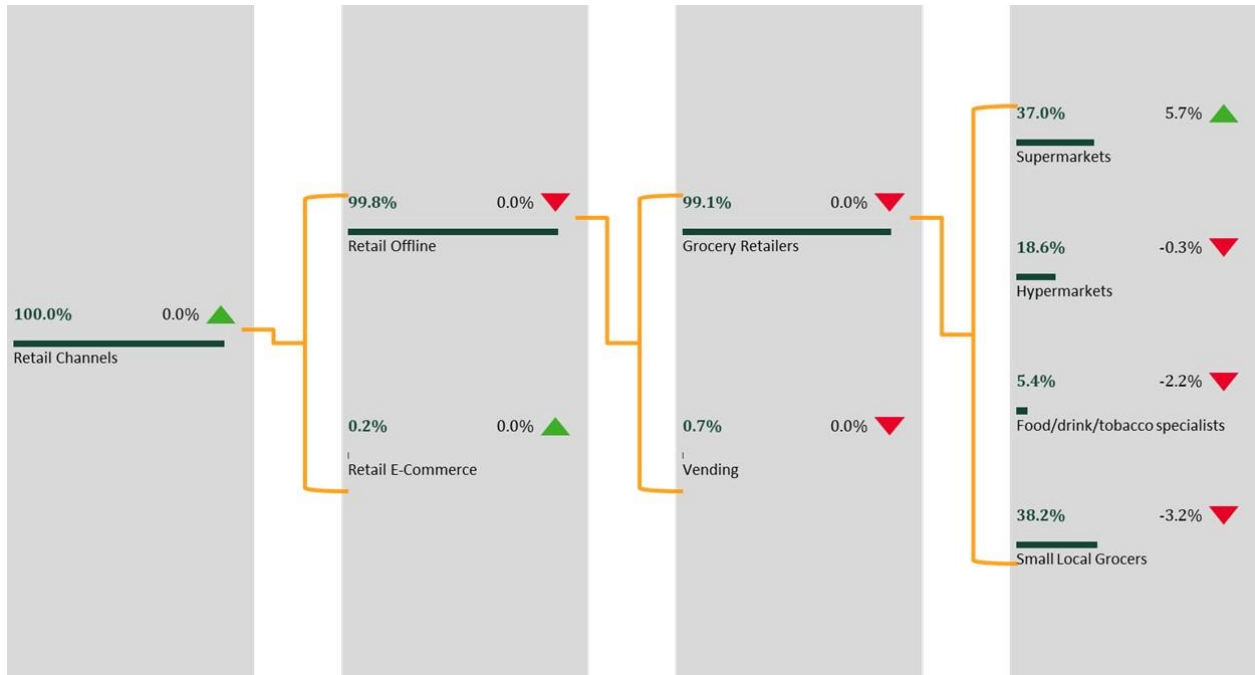 100.0% 0.0%
Retail Channels
99.8% 0.0%
Retail Offline
0.2% 0.0%
Retail E-Commerce
99.1% 0.0%
Grocery Retailers
0.7% 0.0%
Vending
37.0% 5.7%
Supermarkets
18.6% -0.3%
Hypermarkets
5.4% -2.2%
Food/drink/tobacco specialists
38.2% -3.2%
Small Local Grocers